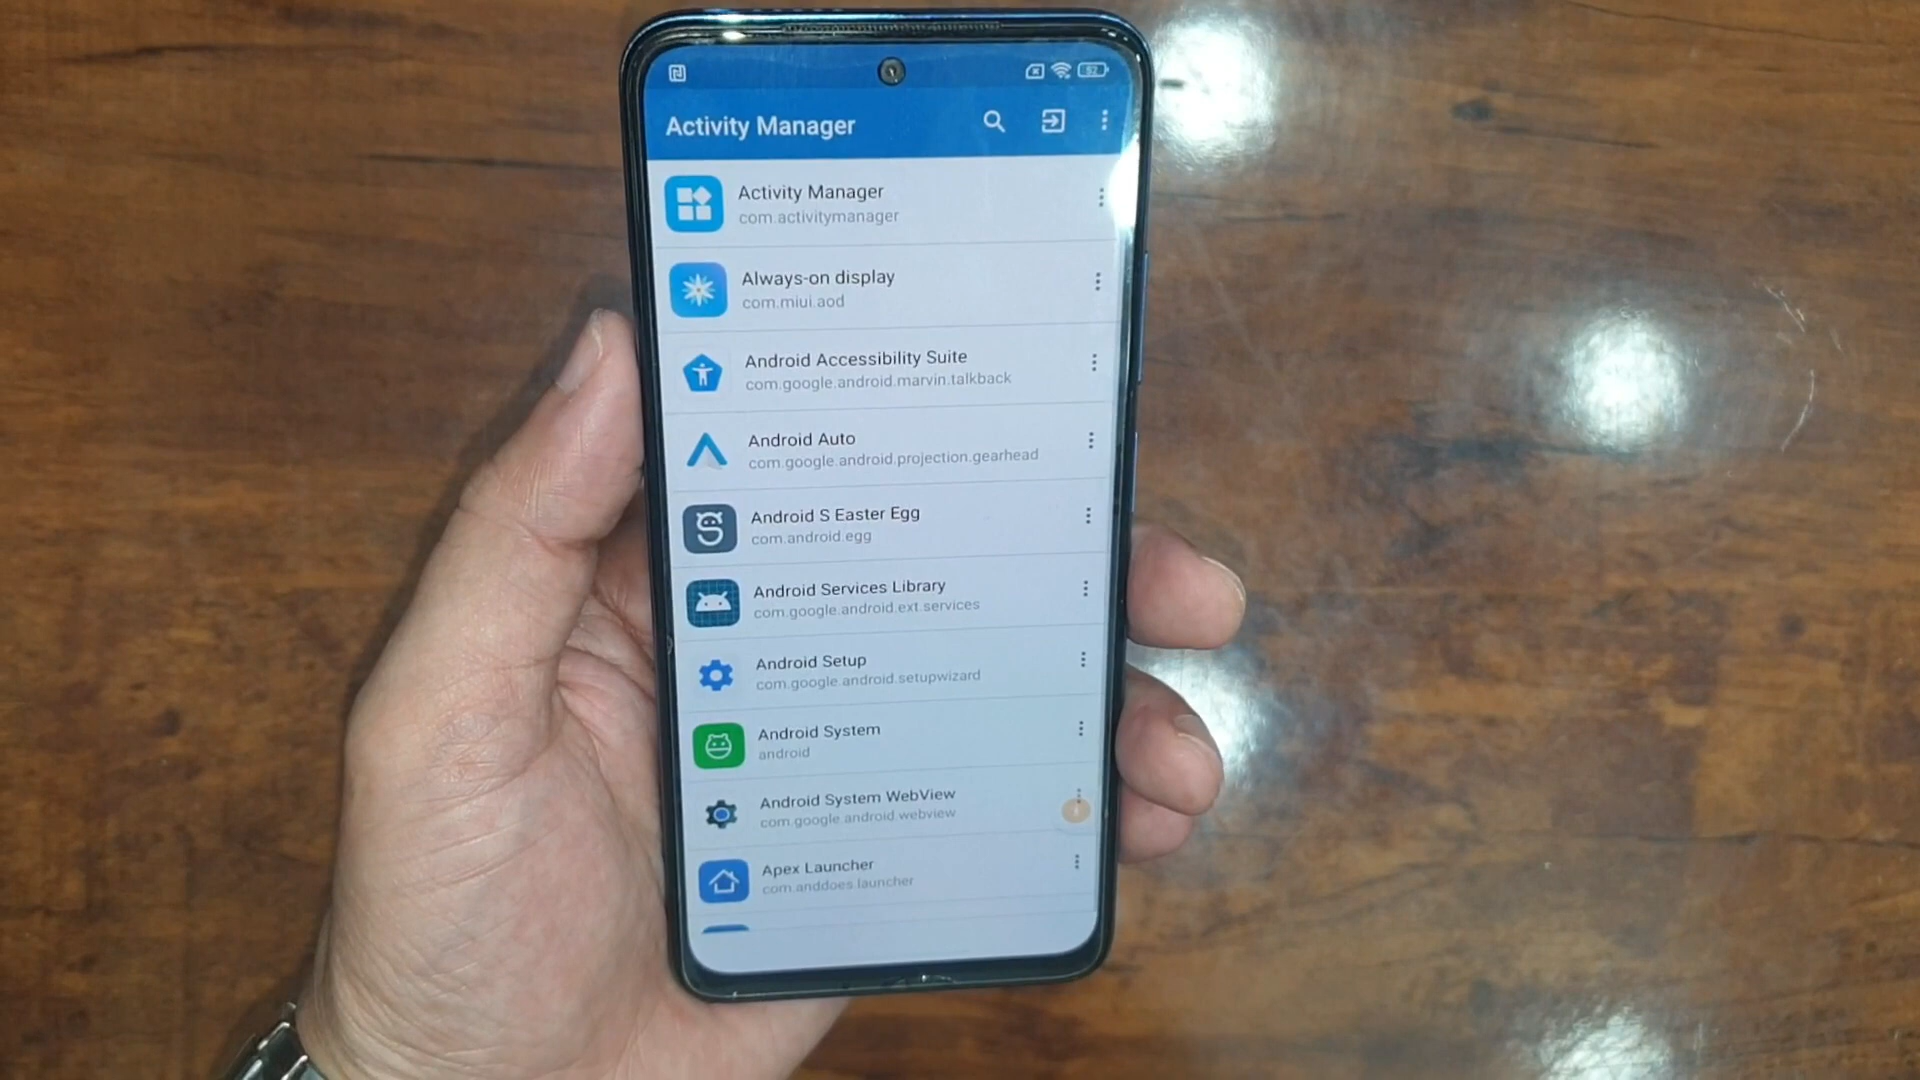 52
Activity Manager
Activity Manager
com.activitymanager
Always-on display
com.miui.aod
Android Accessibility Suite
com.google.android.marvin.talkback
Android Auto
com.google.android.projection.gearhead
Android S Easter Egg
com.android.egg
Android Services Library
com.google.android.ext.services
Android Setup
com.google.android.setupwizard
Android System
android
Android System WebView
com.google.android.webview
Apex Launcher
com.anddoes.launcher